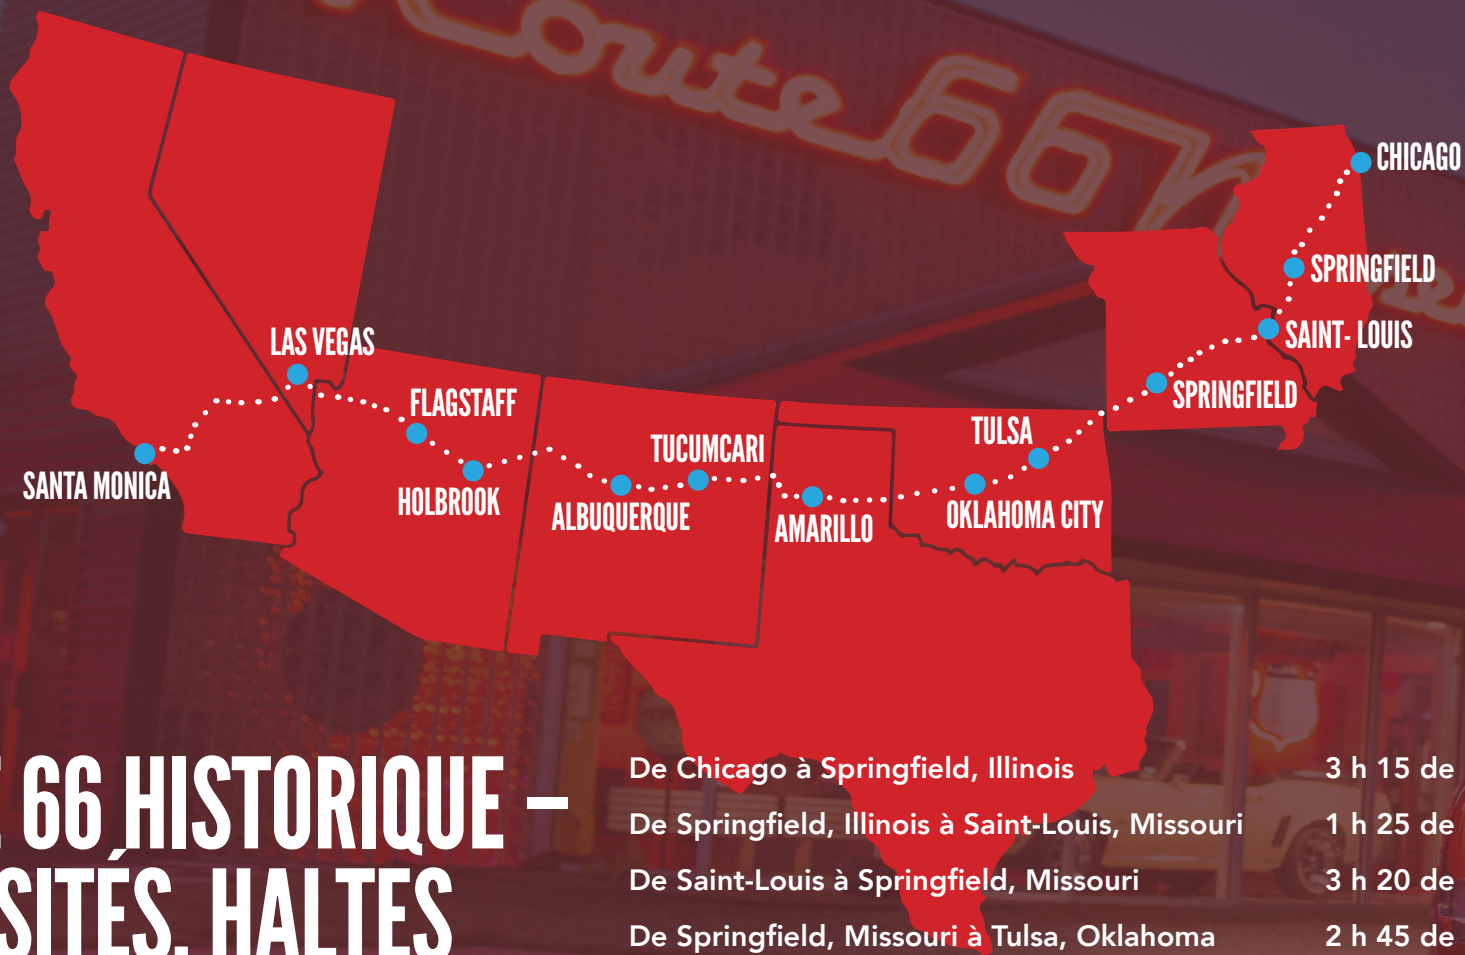 Route 66
CHICAGO
SPRINGFIELD
SAINT- LOUIS
SPRINGFIELD
LAS VEGAS
FLAGSTAFF
TULSA
TUCUMCARI
SANTA MONICA
HOLBROOK
ALBUQUERQUE
AMARILLO
OKLAHOMA CITY
66 HISTORIQUE –
SITÉS, HALTES
De Chicago à Springfield, Illinois 3 h 15 de
De Springfield, Illinois à Saint-Louis, Missouri 1 h 25 de
De Saint-Louis à Springfield, Missouri 3 h 20 de
De Springfield, Missouri à Tulsa, Oklahoma 2 h 45 de